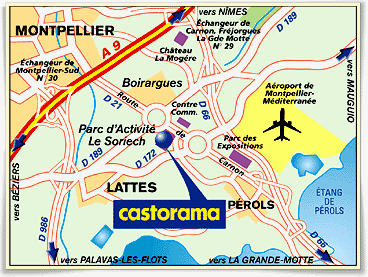 vers NÎMES
D 189
MONTPELLIER
Échangeur de
Carnon, Fréjorgues
La Gde Motte
N° 29
A 9
Château
La Mogère
vers MAUGUIO
Échangeur de
Montpellier-Sud
N° 30
Boirargues
Aéroport de
Montpellier-
Méditerranée
D 21
Route
Centre
Comm.
D 66
de
Parc d'Activité
Le Soriech
Parc des
Expositions
D 189
D 172
Carnon
vers BÉZIERS
LATTES
castorama
PÉROLS
ÉTANG
DE
PÉROLS
D 986
D 66
vers PALAVAS-LES-FLOTS
vers LA GRANDE-MOTTE